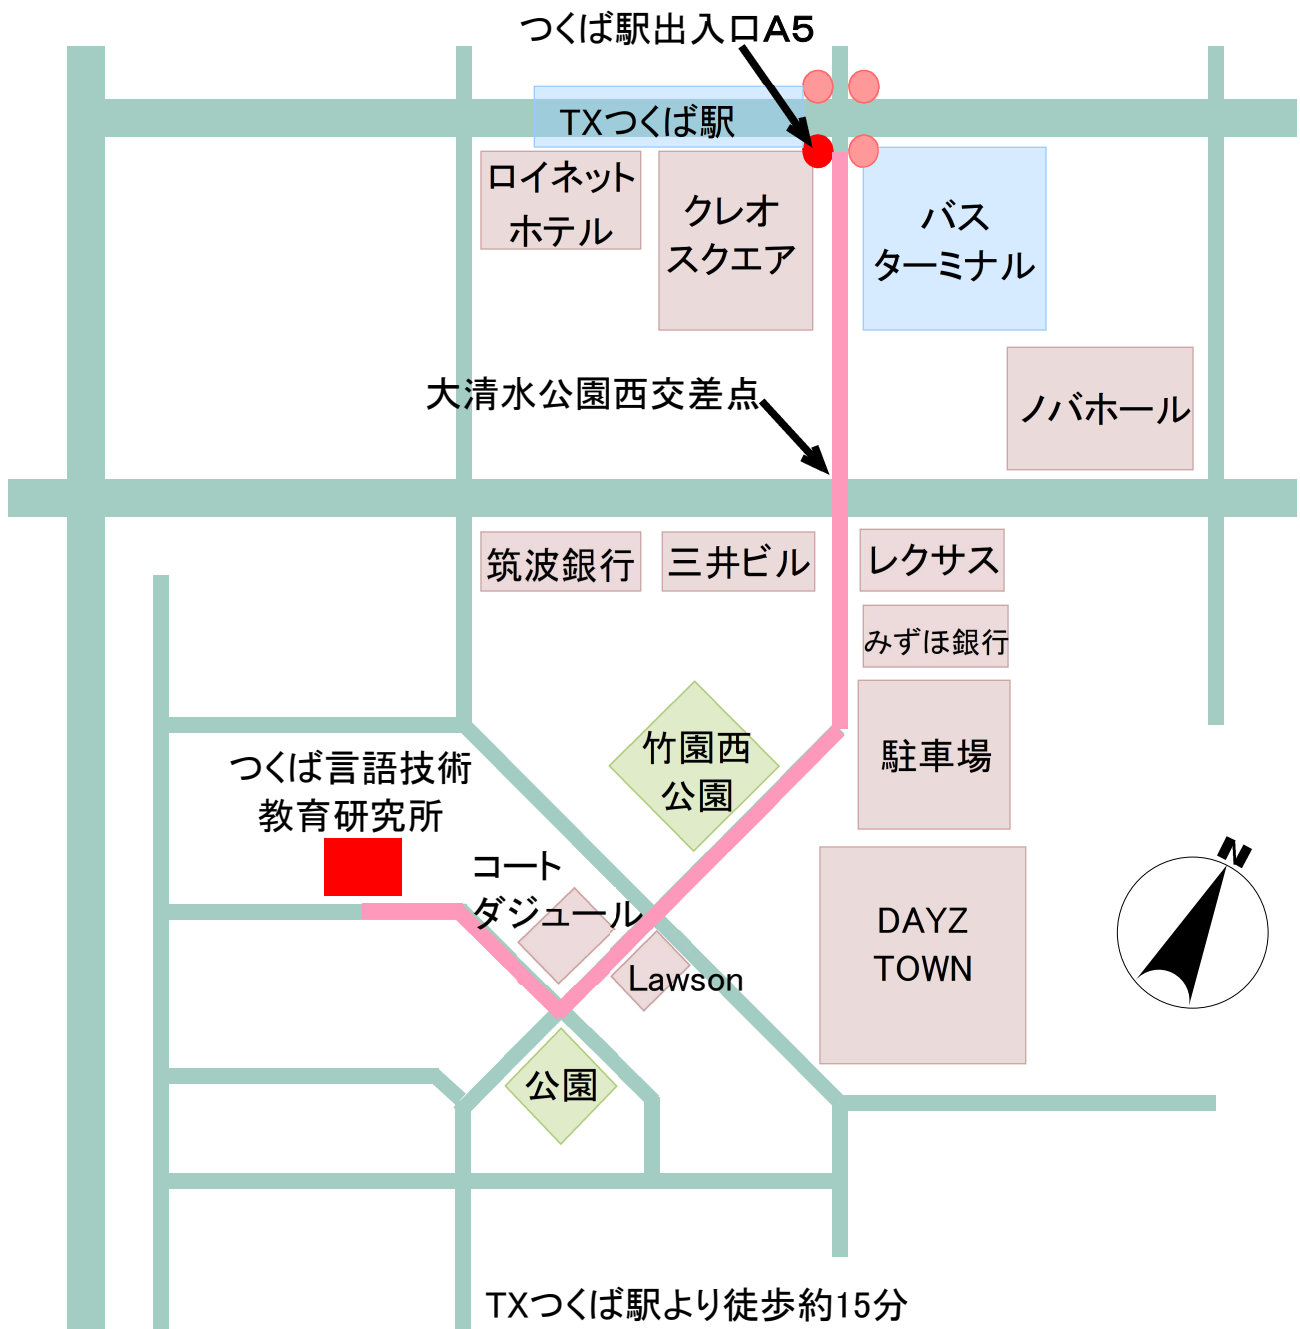 つくば駅出入口A5
TXつくば駅
ロイネット
ホテル
クレオ
スクエア
バス
ターミナル
大清水公園西交差点
ノバホール
筑波銀行
三井ビル
レクサス
みずほ銀行
竹園西
公園
駐車場
つくば言語技術
教育研究所
コート
ダジュール
Lawson
DAYZ
TOWN
N
公園
TXつくば駅より徒歩約15分